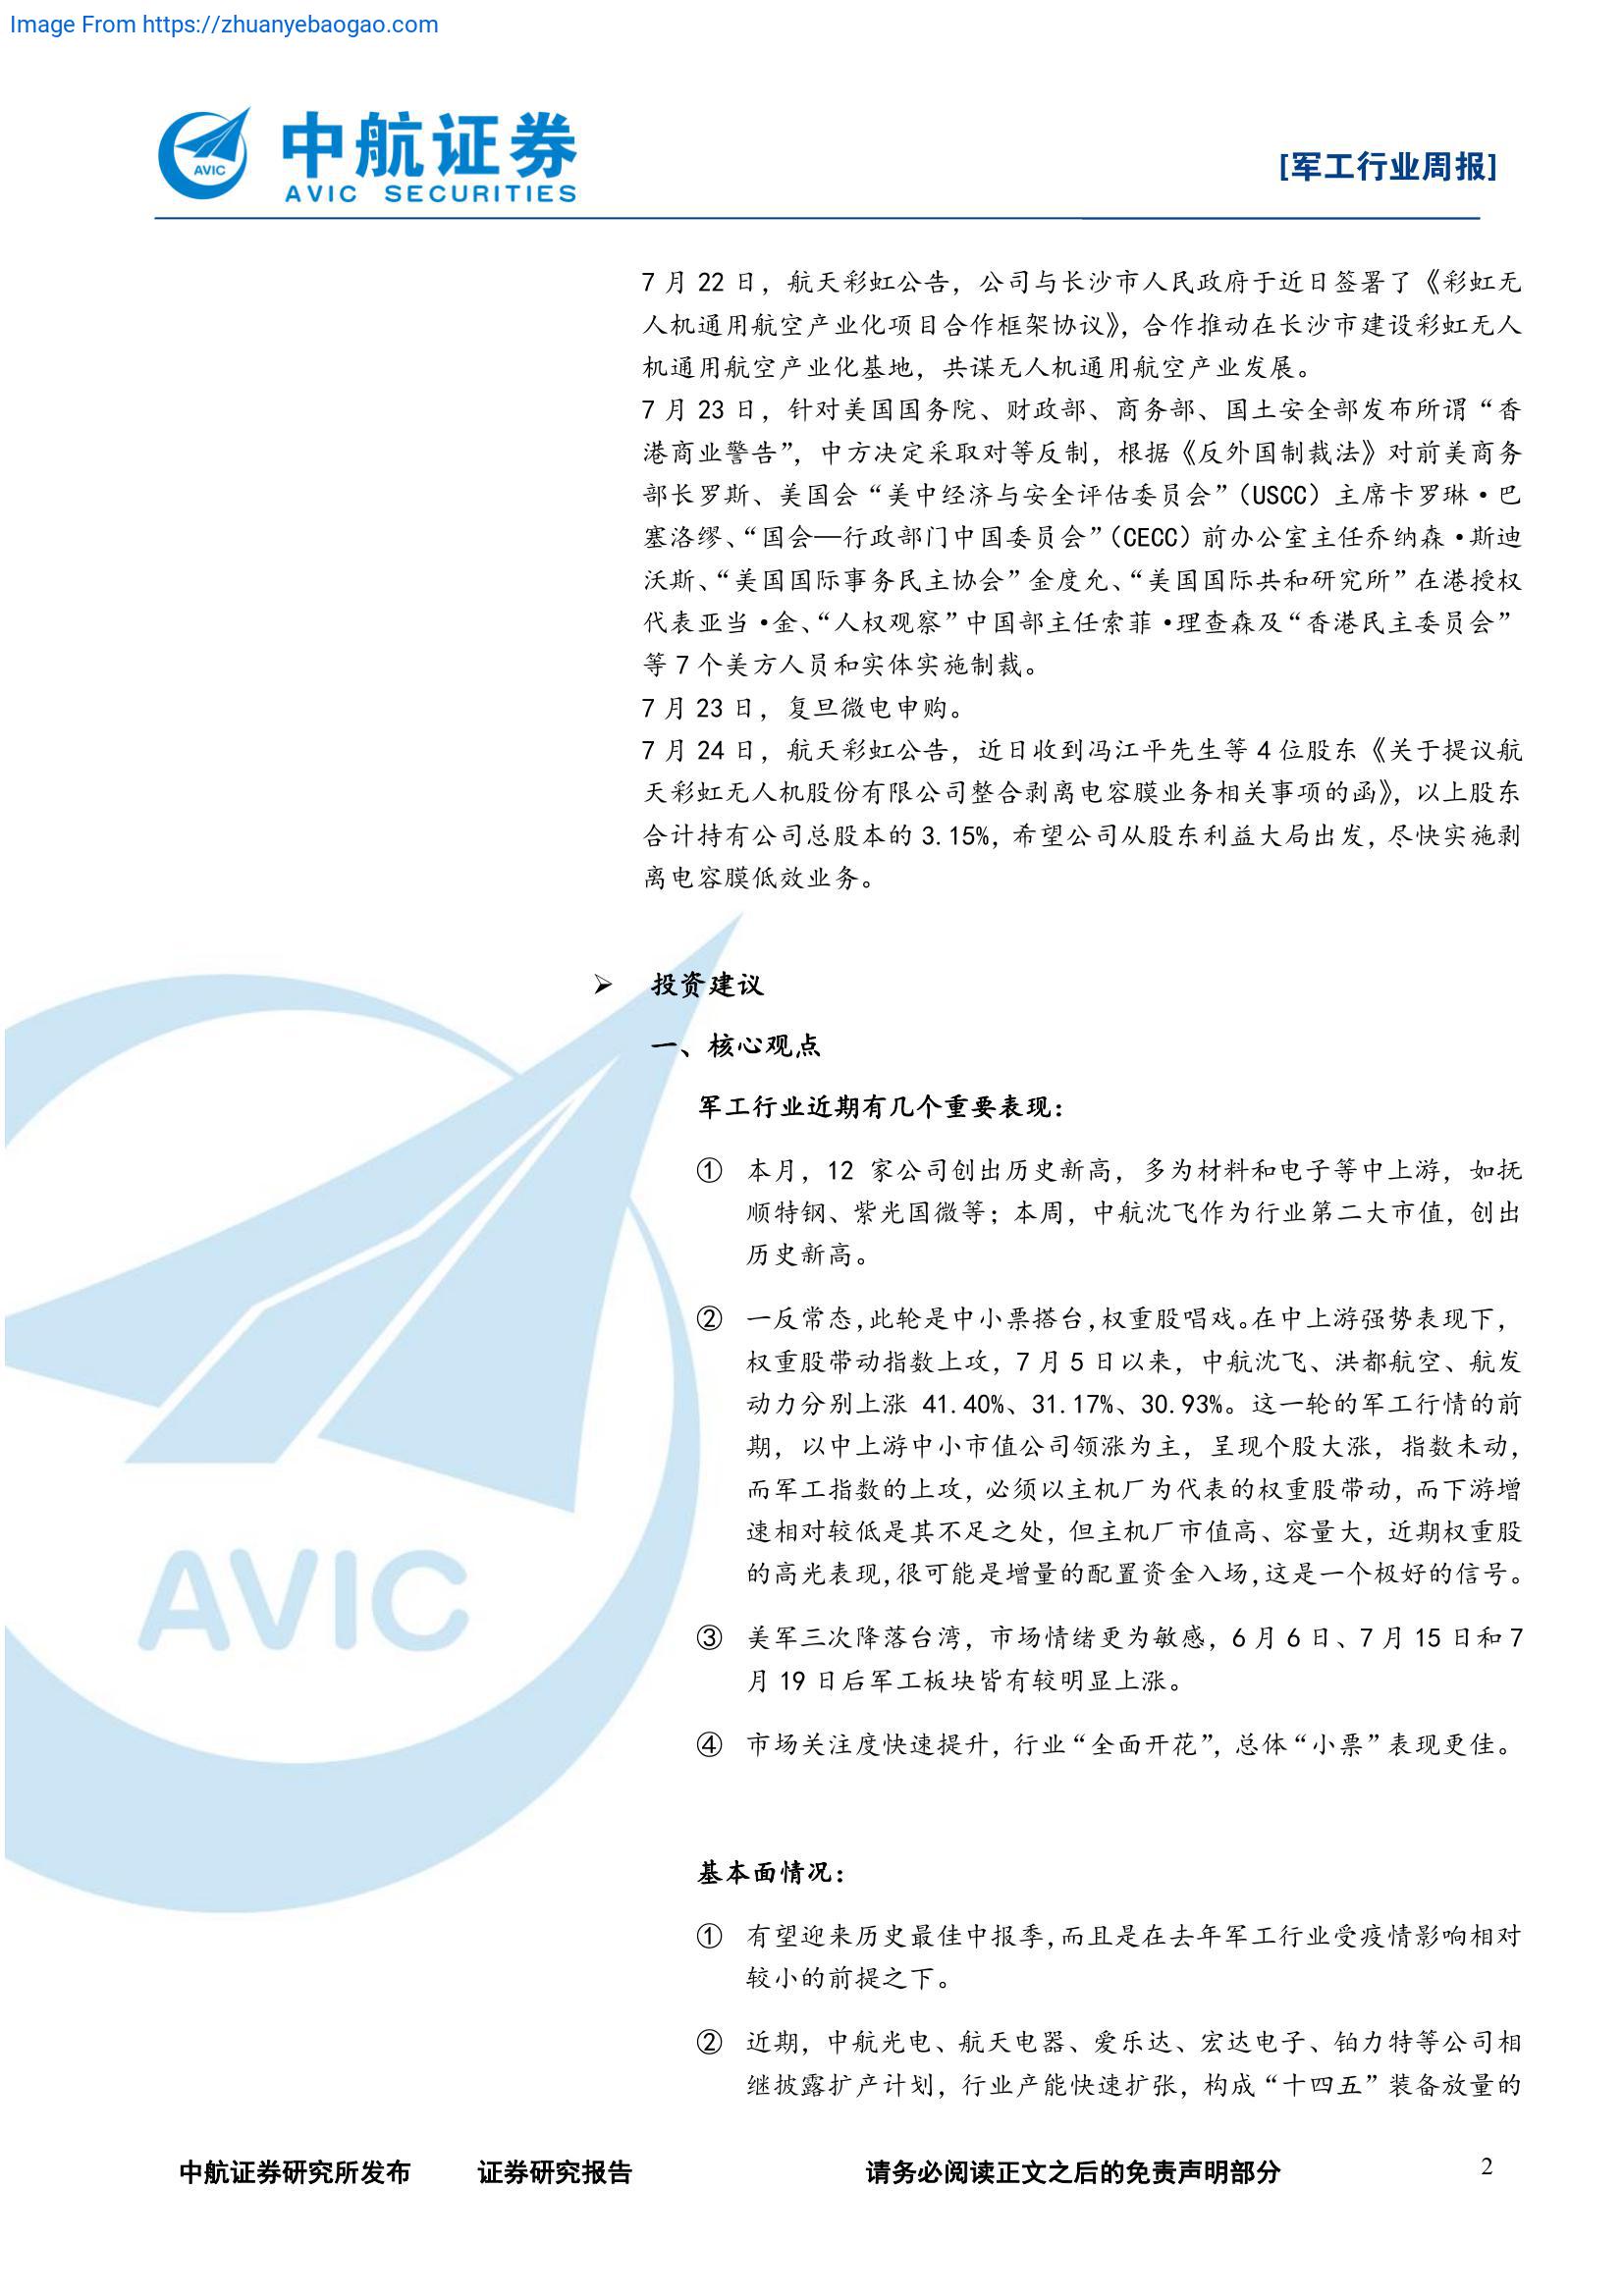 Image From https://zhuanyebaogao.com
中航证券
AVIC SECURITIES
AVIC
[军工行业周报]
7 月 22 日，航天彩虹公告，公司与长沙市人民政府于近日签署了《彩虹无
人机通用航空产业化项目合作框架协议》，合作推动在长沙市建设彩虹无人
机通用航空产业化基地，共谋无人机通用航空产业发展。
7 月 23 日，针对美国国务院、财政部、商务部、国土安全部发布所谓“香
港商业警告”，中方决定采取对等反制，根据《反外国制裁法》对前美商务
部长罗斯、美国会“美中经济与安全评估委员会”（USCC）主席卡罗琳·巴
塞洛缪、“国会—行政部门中国委员会”（CECC）前办公室主任乔纳森·斯迪
沃斯、“美国国际事务民主协会”金度允、“美国国际共和研究所”在港授权
代表亚当·金、“人权观察”中国部主任索菲·理查森及“香港民主委员会”
等 7 个美方人员和实体实施制裁。
7 月 23 日，复旦微电申购。
7 月 24 日，航天彩虹公告，近日收到冯江平先生等 4 位股东《关于提议航
天彩虹无人机股份有限公司整合剥离电容膜业务相关事项的函》，以上股东
合计持有公司总股本的 3.15%，希望公司从股东利益大局出发，尽快实施剥
离电容膜低效业务。
➢ 投资建议
一、核心观点
军工行业近期有几个重要表现：
① 本月，12 家公司创出历史新高，多为材料和电子等中上游，如抚
顺特钢、紫光国微等；本周，中航沈飞作为行业第二大市值，创出
历史新高。
② 一反常态，此轮是中小票搭台，权重股唱戏。在中上游强势表现下，
权重股带动指数上攻，7 月 5 日以来，中航沈飞、洪都航空、航发
动力分别上涨 41.40%、31.17%、30.93%。这一轮的军工行情的前
期，以中上游中小市值公司领涨为主，呈现个股大涨，指数未动，
而军工指数的上攻，必须以主机厂为代表的权重股带动，而下游增
速相对较低是其不足之处，但主机厂市值高、容量大，近期权重股
的高光表现，很可能是增量的配置资金入场，这是一个极好的信号。
③ 美军三次降落台湾，市场情绪更为敏感，6 月 6 日、7 月 15 日和 7
月 19 日后军工板块皆有较明显上涨。
④ 市场关注度快速提升，行业“全面开花”，总体“小票”表现更佳。
AVIC
基本面情况：
① 有望迎来历史最佳中报季，而且是在去年军工行业受疫情影响相对
较小的前提之下。
② 近期，中航光电、航天电器、爱乐达、宏达电子、铂力特等公司相
继披露扩产计划，行业产能快速扩张，构成“十四五”装备放量的
中航证券研究所发布 证券研究报告 请务必阅读正文之后的免责声明部分 2